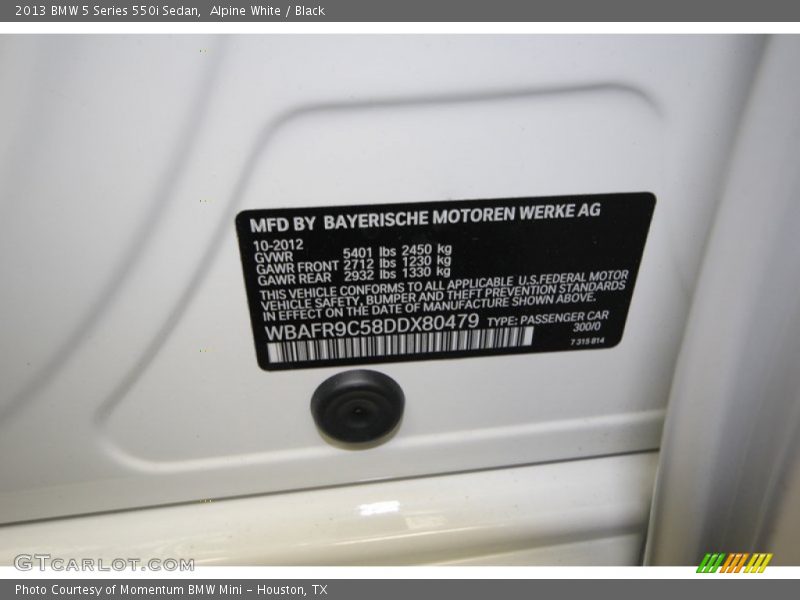 2013 BMW 5 Series 550i Sedan, Alpine White / Black
MFD BY BAYERISCHE MOTOREN WERKE AG
10-2012
GVWR 5401 lbs 2450 kg
GAWR FRONT 2712 lbs 1230 kg
GAWR REAR 2932 lbs 1330 kg
THIS VEHICLE CONFORMS TO ALL APPLICABLE U.S.FEDERAL MOTOR
VEHICLE SAFETY, BUMPER AND THEFT PREVENTION STANDARDS
IN EFFECT ON THE DATE OF MANUFACTURE SHOWN ABOVE.
WBAFR9C58DDX80479 TYPE: PASSENGER CAR
300/0
7 315 814
GTCARLOT.COM
Photo Courtesy of Momentum BMW Mini - Houston, TX